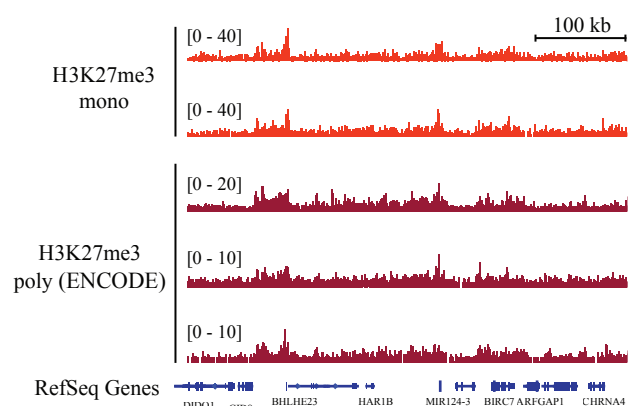 [0 - 40]
100 kb
H3K27me3
mono
[0 - 40]
[0 - 20]
H3K27me3
poly (ENCODE)
[0 - 10]
[0 - 10]
RefSeq Genes
DIDO1 BHLHE23 HAR1B MIR124-3 BIRC7 ARFGAP1 CHRNA4